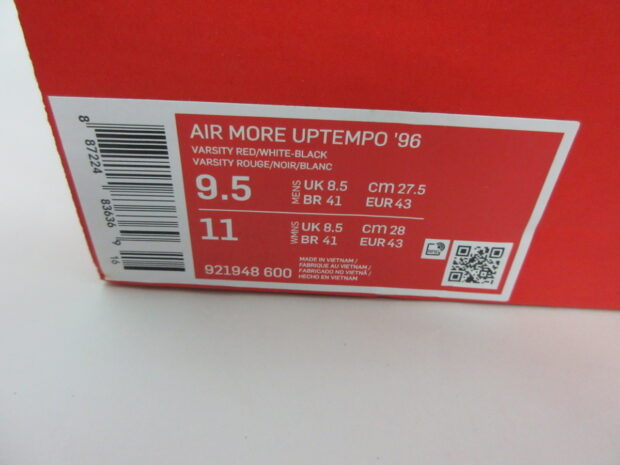 AIR MORE UPTEMPO '96
VARSITY RED/WHITE-BLACK
VARSITY ROUGE/NOIR/BLANC
9.5 MENS UK 8.5 CM 27.5
BR 41 EUR 43
11 WMNS UK 8.5 CM 28
BR 41 EUR 43
921948 600
MADE IN VIETNAM /
FABRIQUE AU VIETNAM /
FABRICADO NO VIETNÃ /
HECHO EN VIETNAM
8 87224 83636 9 16